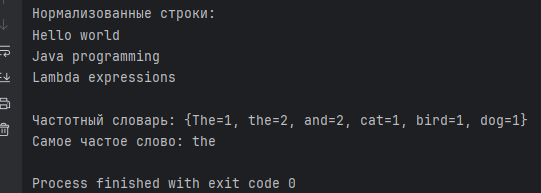 Нормализованные строки:
Hello world
Java programming
Lambda expressions
Частотный словарь: {The=1, the=2, and=2, cat=1, bird=1, dog=1}
Самое частое слово: the
Process finished with exit code 0